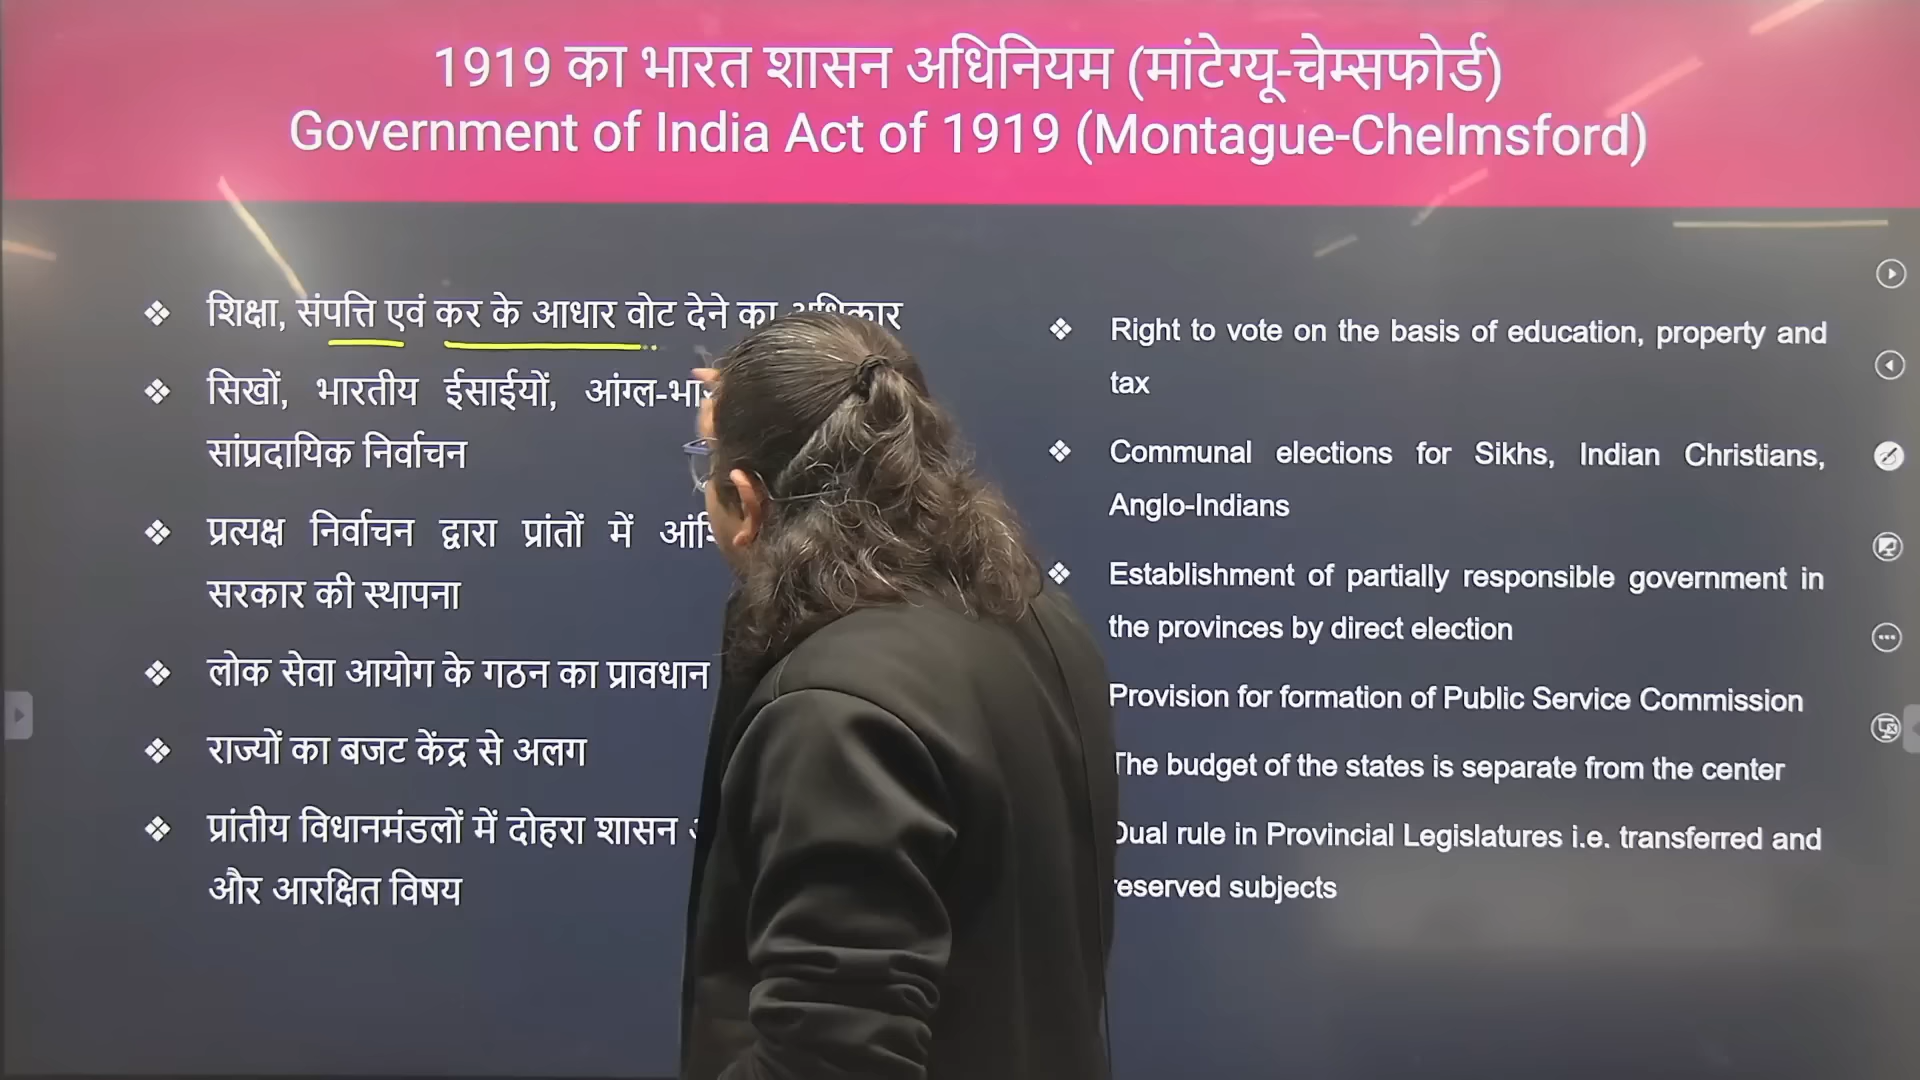 1919 का भारत शासन अधिनियम (मांटेग्यू-चेम्सफोर्ड)
Government of India Act of 1919 (Montague-Chelmsford)
❖ शिक्षा, संपत्ति एवं कर के आधार वोट देने का अधिकार
❖ सिखों, भारतीय ईसाईयों,
सांप्रदायिक निर्वाचन
❖ प्रत्यक्ष निर्वाचन द्वारा प्रांतों में
सरकार की स्थापना
❖ लोक सेवा आयोग के गठन का प्रावधान
❖ राज्यों का बजट केंद्र से अलग
❖ प्रांतीय विधानमंडलों में दोहरा शासन
और आरक्षित विषय
❖ Right to vote on the basis of education, property and
tax
❖ Communal elections for Sikhs, Indian Christians,
Anglo-Indians
❖ Establishment of partially responsible government in
the provinces by direct election
Provision for formation of Public Service Commission
The budget of the states is separate from the center
Dual rule in Provincial Legislatures i.e. transferred and
reserved subjects